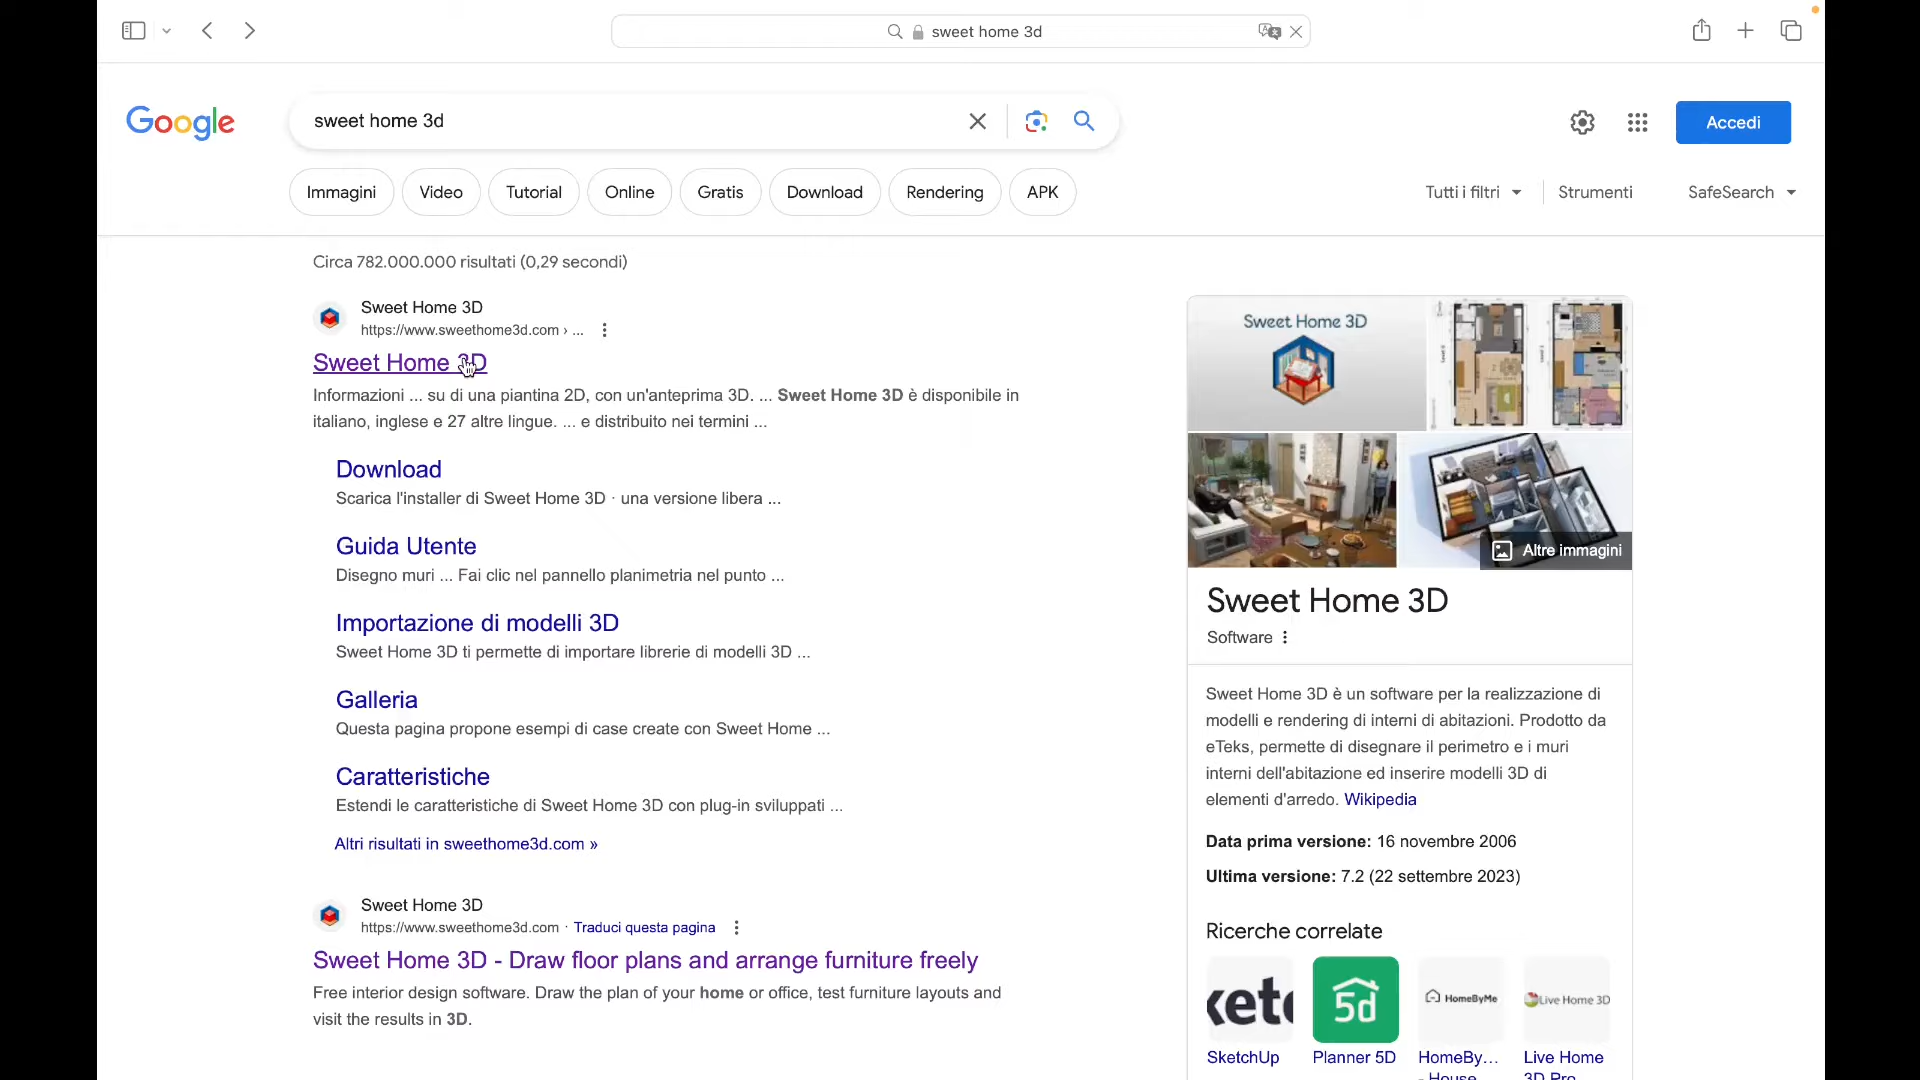 sweet home 3d
Google
sweet home 3d
Accedi
Immagini
Video
Tutorial
Online
Gratis
Download
Rendering
APK
Tutti i filtri
Strumenti
SafeSearch
Circa 782.000.000 risultati (0,29 secondi)
Sweet Home 3D
https://www.sweethome3d.com › ...
Sweet Home 3D
Informazioni ... su di una piantina 2D, con un'anteprima 3D. ... Sweet Home 3D è disponibile in
italiano, inglese e 27 altre lingue. ... e distribuito nei termini ...
Download
Scarica l'installer di Sweet Home 3D · una versione libera ...
Guida Utente
Disegno muri ... Fai clic nel pannello planimetria nel punto ...
Importazione di modelli 3D
Sweet Home 3D ti permette di importare librerie di modelli 3D ...
Galleria
Questa pagina propone esempi di case create con Sweet Home ...
Caratteristiche
Estendi le caratteristiche di Sweet Home 3D con plug-in sviluppati ...
Altri risultati in sweethome3d.com »
Sweet Home 3D
https://www.sweethome3d.com · Traduci questa pagina
Sweet Home 3D - Draw floor plans and arrange furniture freely
Free interior design software. Draw the plan of your home or office, test furniture layouts and
visit the results in 3D.
Sweet Home 3D
Altre immagini
Sweet Home 3D
Software
Sweet Home 3D è un software per la realizzazione di
modelli e rendering di interni di abitazioni. Prodotto da
eTeks, permette di disegnare il perimetro e i muri
interni dell'abitazione ed inserire modelli 3D di
elementi d'arredo. Wikipedia
Data prima versione: 16 novembre 2006
Ultima versione: 7.2 (22 settembre 2023)
Ricerche correlate
5d
HomeByMe
Live Home 3D
SketchUp
Planner 5D
HomeBy...
- House
Live Home
3D Pro